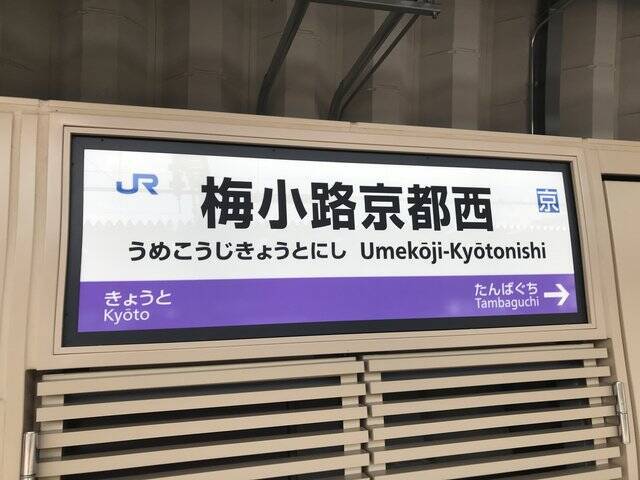 JR 梅小路京都西 京
うめこうじきょうとにし Umekōji-Kyōtonishi
きょうと たんばぐち →
Kyōto Tambaguchi